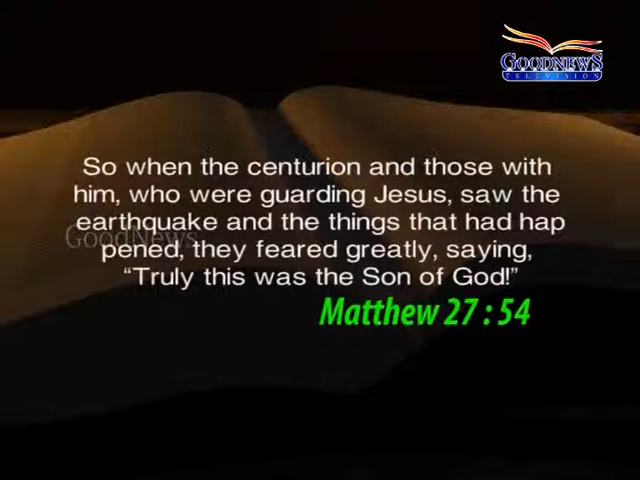 GOODNEWS
TELEVISION
So when the centurion and those with
him, who were guarding Jesus, saw the
earthquake and the things that had hap
GoodNews
pened, they feared greatly, saying,
“Truly this was the Son of God!”
Matthew 27 : 54